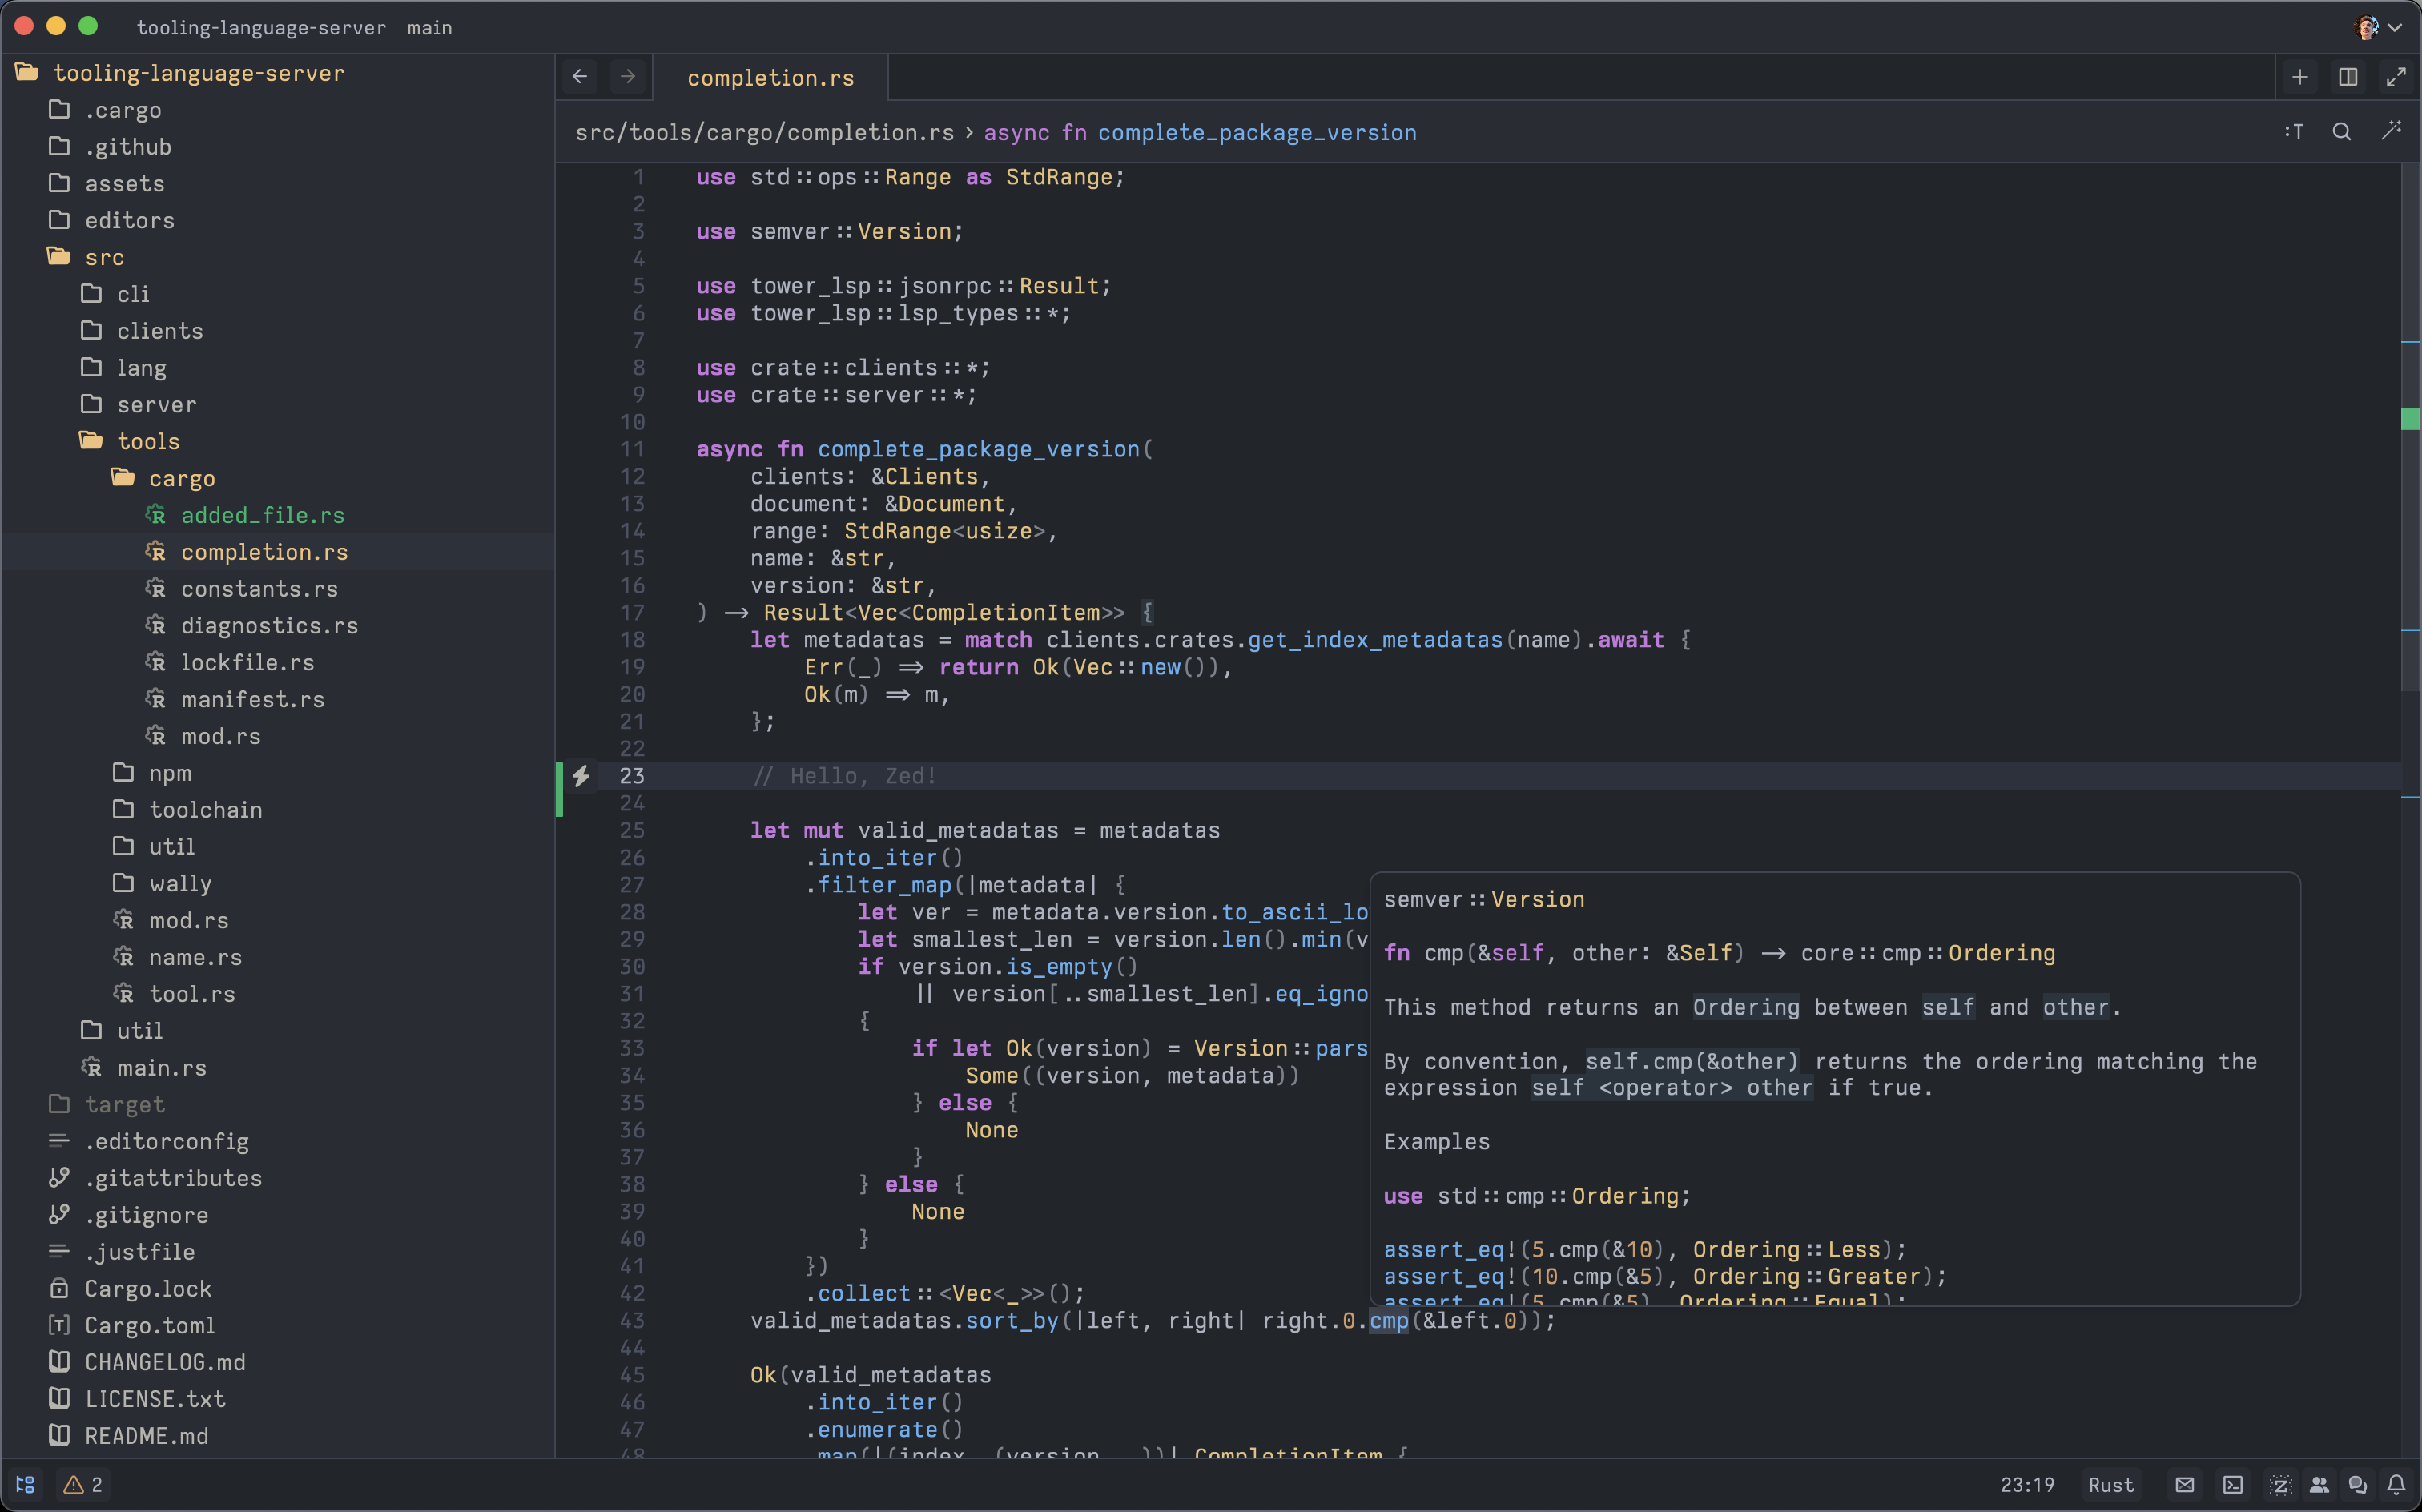 tooling-language-server main
tooling-language-server
.cargo
.github
assets
editors
src
cli
clients
lang
server
tools
cargo
added_file.rs
completion.rs
constants.rs
diagnostics.rs
lockfile.rs
manifest.rs
mod.rs
npm
toolchain
util
wally
mod.rs
name.rs
tool.rs
util
main.rs
target
.editorconfig
.gitattributes
.gitignore
.justfile
Cargo.lock
Cargo.toml
CHANGELOG.md
LICENSE.txt
README.md
completion.rs
src/tools/cargo/completion.rs › async fn complete_package_version
:T
1 use std::ops::Range as StdRange;
2
3 use semver::Version;
4
5 use tower_lsp::jsonrpc::Result;
6 use tower_lsp::lsp_types::*;
7
8 use crate::clients::*;
9 use crate::server::*;
10
11 async fn complete_package_version(
12 clients: &Clients,
13 document: &Document,
14 range: StdRange<usize>,
15 name: &str,
16 version: &str,
17 ) -> Result<Vec<CompletionItem>> {
18 let metadatas = match clients.crates.get_index_metadatas(name).await {
19 Err(_) => return Ok(Vec::new()),
20 Ok(m) => m,
21 };
22
23 // Hello, Zed!
24
25 let mut valid_metadatas = metadatas
26 .into_iter()
27 .filter_map(|metadata| {
28 let ver = metadata.version.to_ascii_lo
29 let smallest_len = version.len().min(v
30 if version.is_empty()
31 || version[..smallest_len].eq_igno
32 {
33 if let Ok(version) = Version::pars
34 Some((version, metadata))
35 } else {
36 None
37 }
38 } else {
39 None
40 }
41 })
42 .collect::<Vec<_>>();
43 valid_metadatas.sort_by(|left, right| right.0.cmp(&left.0));
44
45 Ok(valid_metadatas
46 .into_iter()
47 .enumerate()
48 .map(|(index, (version, _))| CompletionItem {
semver::Version
fn cmp(&self, other: &Self) -> core::cmp::Ordering
This method returns an Ordering between self and other.
By convention, self.cmp(&other) returns the ordering matching the
expression self <operator> other if true.
Examples
use std::cmp::Ordering;
assert_eq!(5.cmp(&10), Ordering::Less);
assert_eq!(10.cmp(&5), Ordering::Greater);
assert_eq!(5.cmp(&5), Ordering::Equal);
2
23:19 Rust